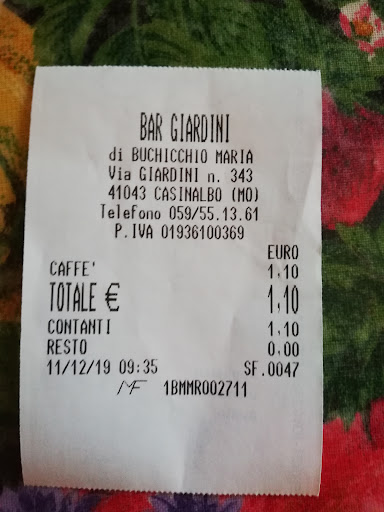 BAR GIARDINI
di BUCHICCHIO MARIA
Via GIARDINI n. 343
41043 CASINALBO (MO)
Telefono 059/55.13.61
P.IVA 01936100369
EURO
CAFFE' 1,10
TOTALE € 1,10
CONTANTI 1,10
RESTO 0,00
11/12/19 09:35 SF.0047
MF 1BMMR002711